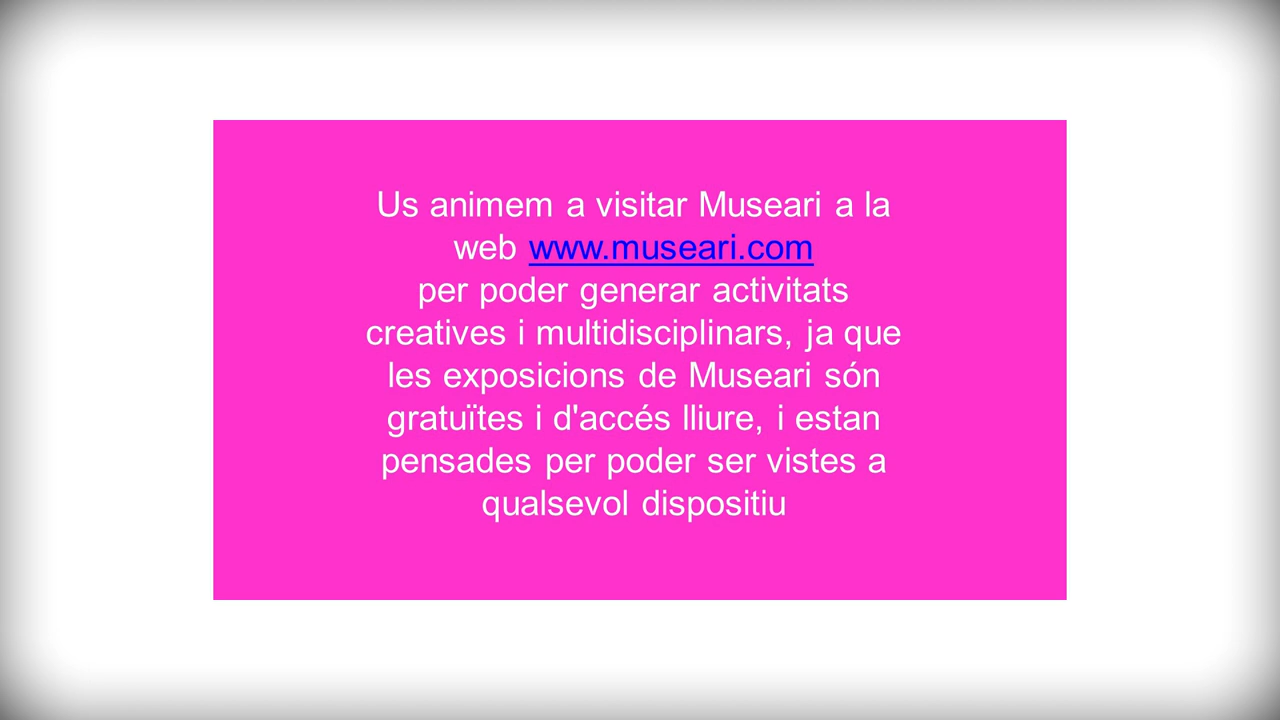 Us animem a visitar Museari a la
web www.museari.com
per poder generar activitats
creatives i multidisciplinars, ja que
les exposicions de Museari són
gratuïtes i d'accés lliure, i estan
pensades per poder ser vistes a
qualsevol dispositiu